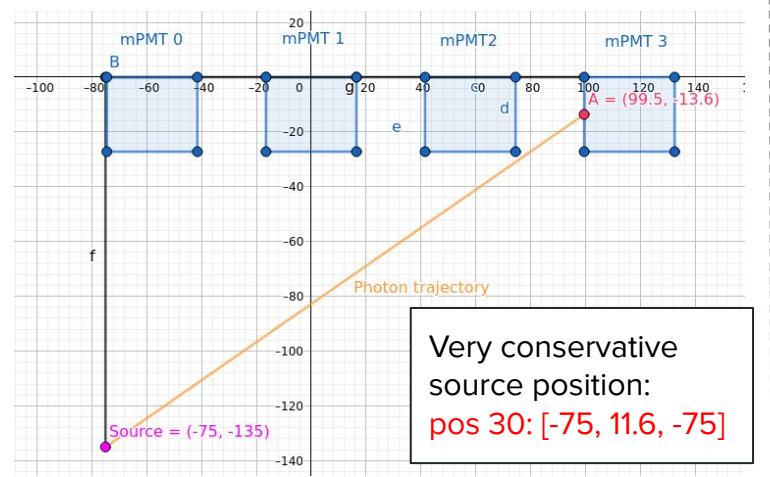 20
mPMT 0
mPMT 1
mPMT2
mPMT 3
B
-100
-80
-60
-40
-20
0
g
20
40
c
60
80
100
120
140
d
A = (99.5, -13.6)
e
-20
-40
f
-60
-80
Photon trajectory
-100
-120
-140
Source = (-75, -135)
Very conservative
source position:
pos 30: [-75, 11.6, -75]